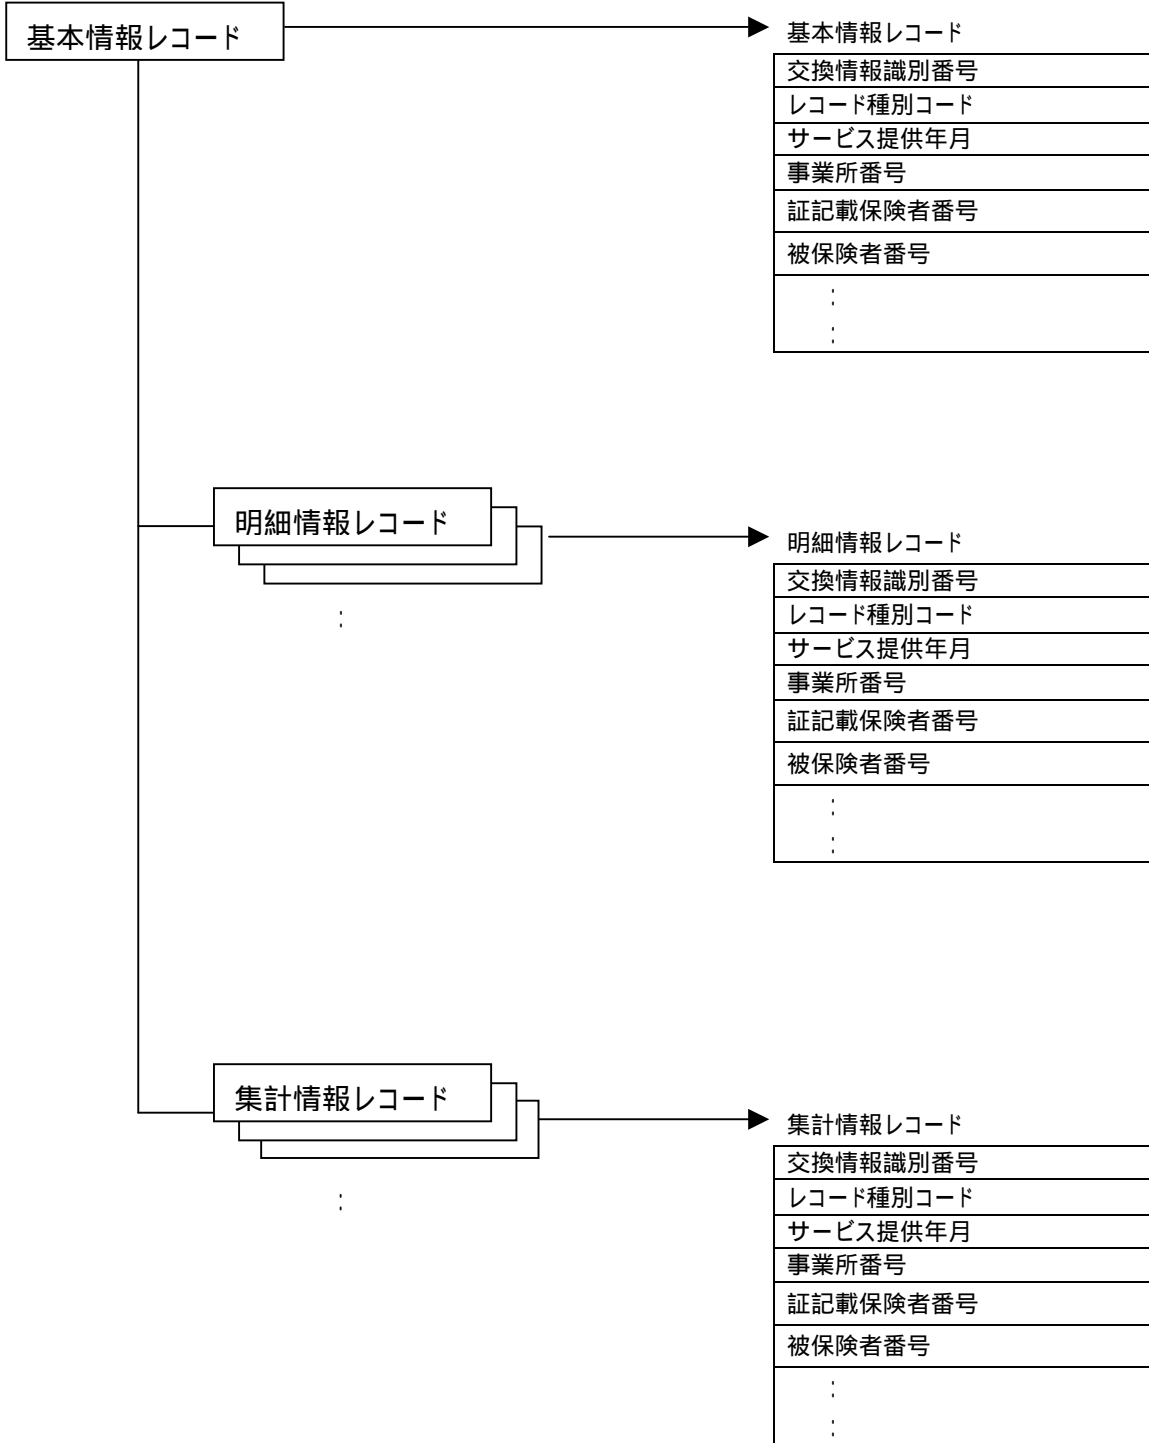 基本情報レコード
基本情報レコード
交換情報識別番号
レコード種別コード
サービス提供年月
事業所番号
証記載保険者番号
被保険者番号
:
:
明細情報レコード
:
明細情報レコード
交換情報識別番号
レコード種別コード
サービス提供年月
事業所番号
証記載保険者番号
被保険者番号
:
:
集計情報レコード
:
集計情報レコード
交換情報識別番号
レコード種別コード
サービス提供年月
事業所番号
証記載保険者番号
被保険者番号
:
: